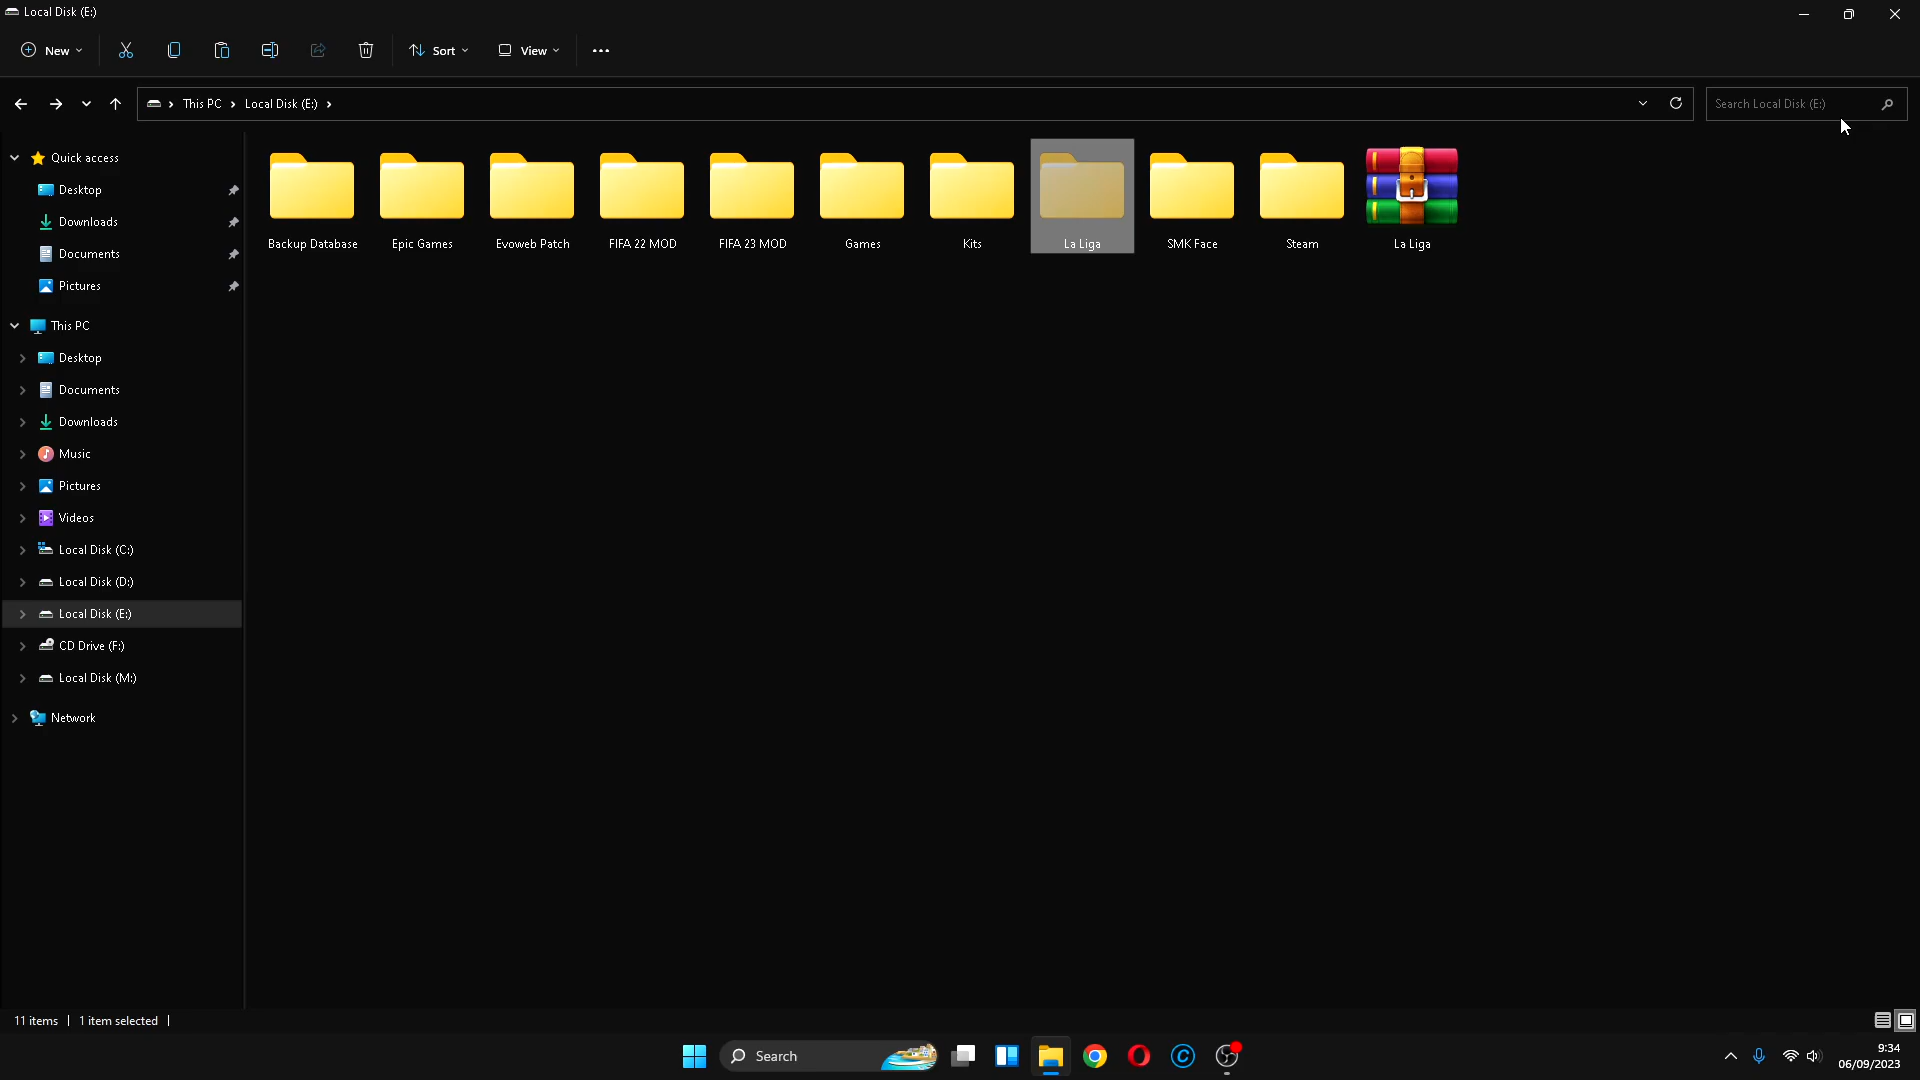 Local Disk (E:)
New
Sort
View
This PC
Local Disk (E:)
Search Local Disk (E:)
Quick access
Desktop
Downloads
Documents
Pictures
This PC
Desktop
Documents
Downloads
Music
Pictures
Videos
Local Disk (C:)
Local Disk (D:)
Local Disk (E:)
CD Drive (F:)
Local Disk (M:)
Network
Backup Database
Epic Games
Evoweb Patch
FIFA 22 MOD
FIFA 23 MOD
Games
Kits
La Liga
SMK Face
Steam
La Liga
11 items
1 item selected
Search
9:34
06/09/2023